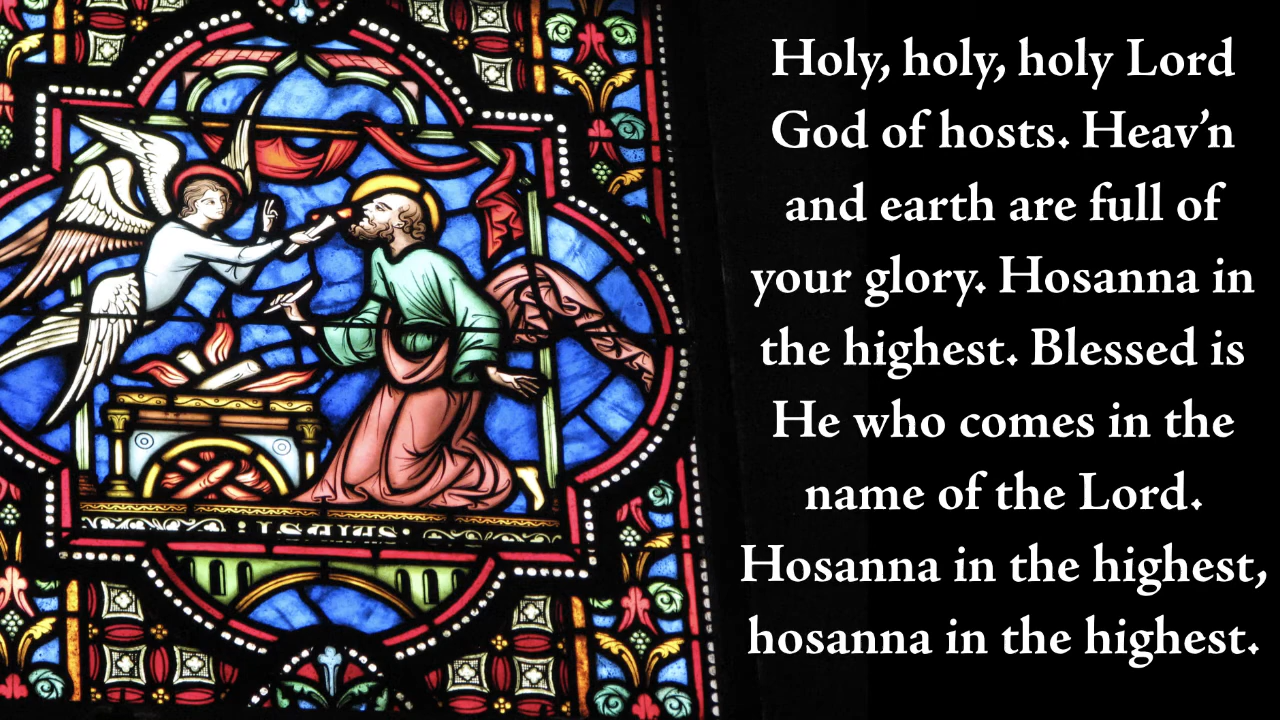 Holy, holy, holy Lord
God of hosts. Heav’n
and earth are full of
your glory. Hosanna in
the highest. Blessed is
He who comes in the
name of the Lord.
Hosanna in the highest,
hosanna in the highest.
: ISAIAS :